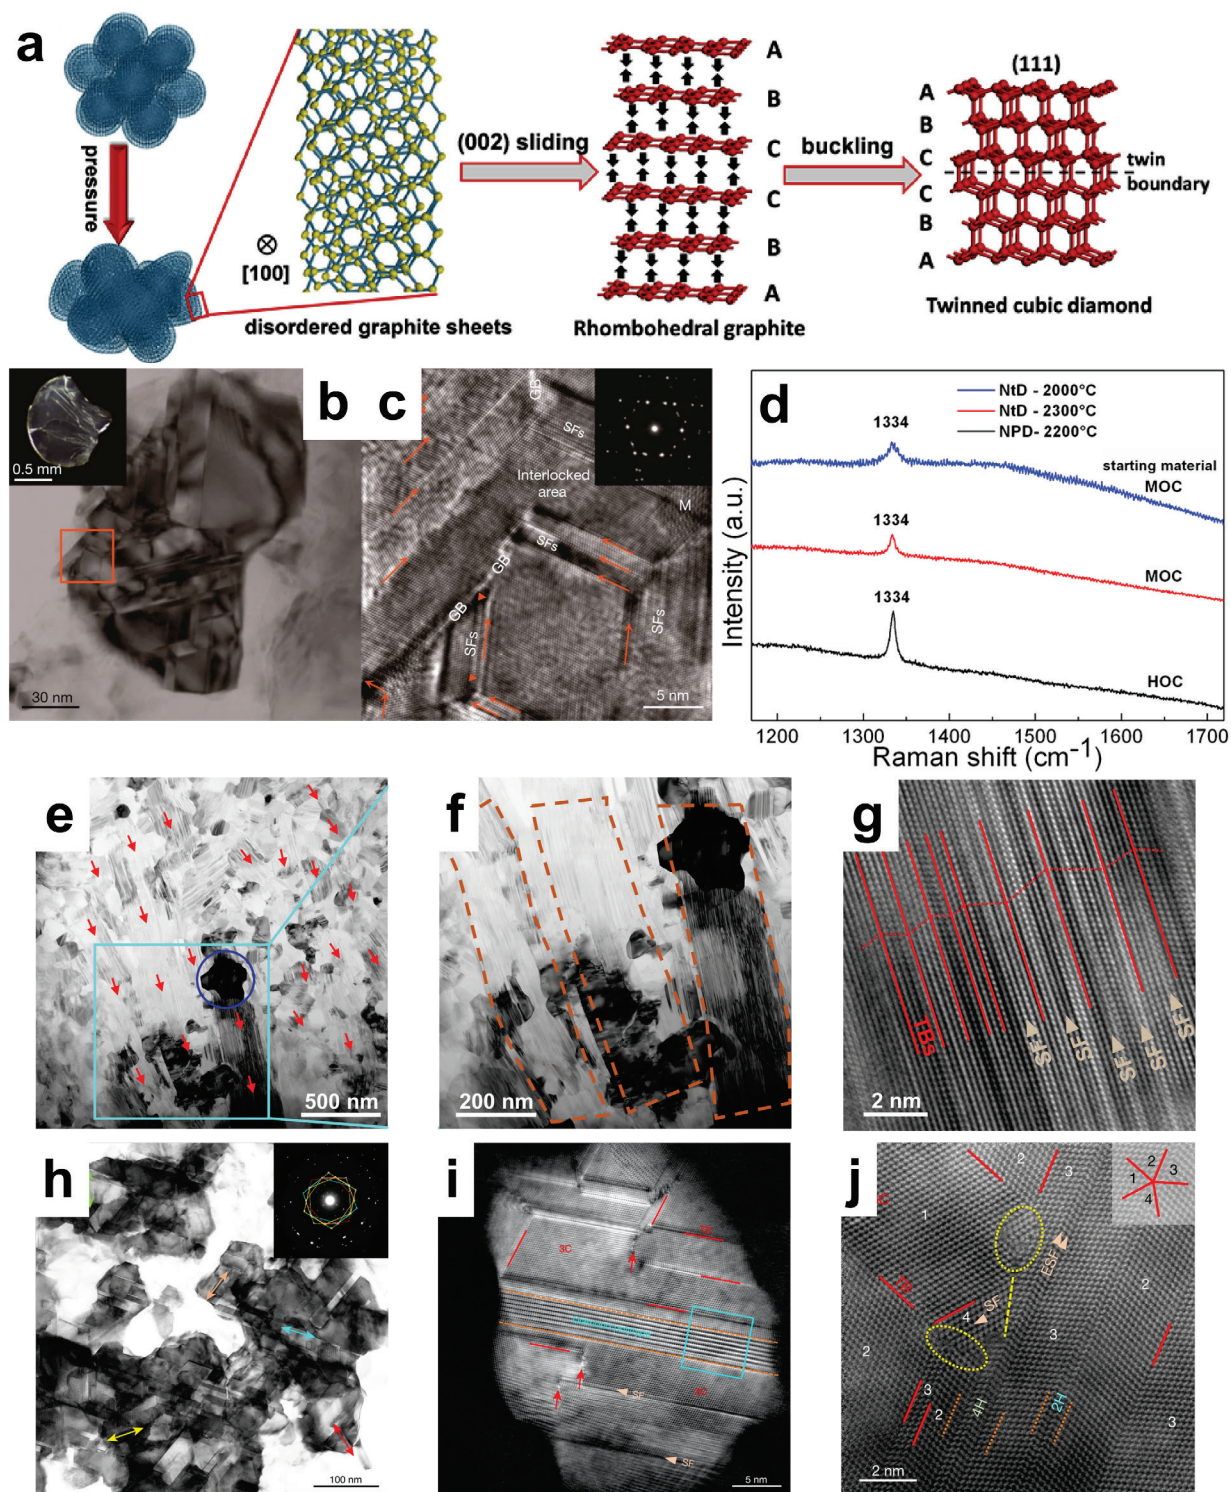 a
pressure
[100]
disordered graphite sheets
(002) sliding
A
B
C
C
B
A
Rhombohedral graphite
buckling
(111)
A
B
C
C
B
A
twin
boundary
Twinned cubic diamond
b
0.5 mm
30 nm
c
GB
SFs
Interlocked
area
M
SFs
GB
GB
SFs
SFs
5 nm
d
NtD - 2000°C
NtD - 2300°C
NPD- 2200°C
1334
starting material
MOC
1334
MOC
1334
HOC
Intensity (a.u.)
1200 1300 1400 1500 1600 1700
Raman shift (cm-1)
e
500 nm
f
200 nm
g
TBs
SF
SF
SF
SF
SF
2 nm
h
100 nm
i
3C
3C
SF
SF
5 nm
j
2
3
2
1
3
4
1
ESF
TB
SF
4
2
3
2
2
3
3
2
4H
2H
3
2 nm